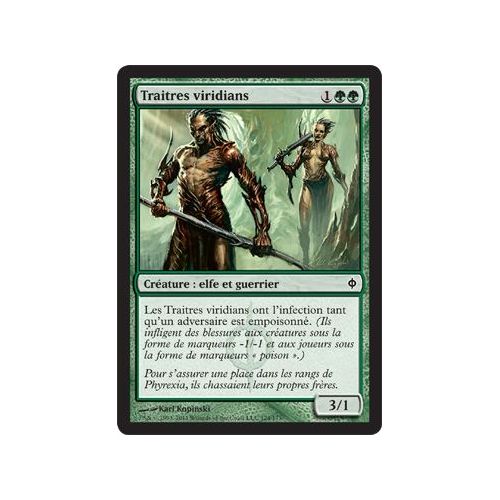 Traitres viridians 1
Créature : elfe et guerrier
Les Traitres viridians ont l'infection tant
qu'un adversaire est empoisonné. (Ils
infligent des blessures aux créatures sous la
forme de marqueurs -1/-1 et aux joueurs sous
la forme de marqueurs « poison ».)
Pour s'assurer une place dans les rangs de
Phyrexia, ils chassaient leurs propres frères.
Karl Kopinski
3/1